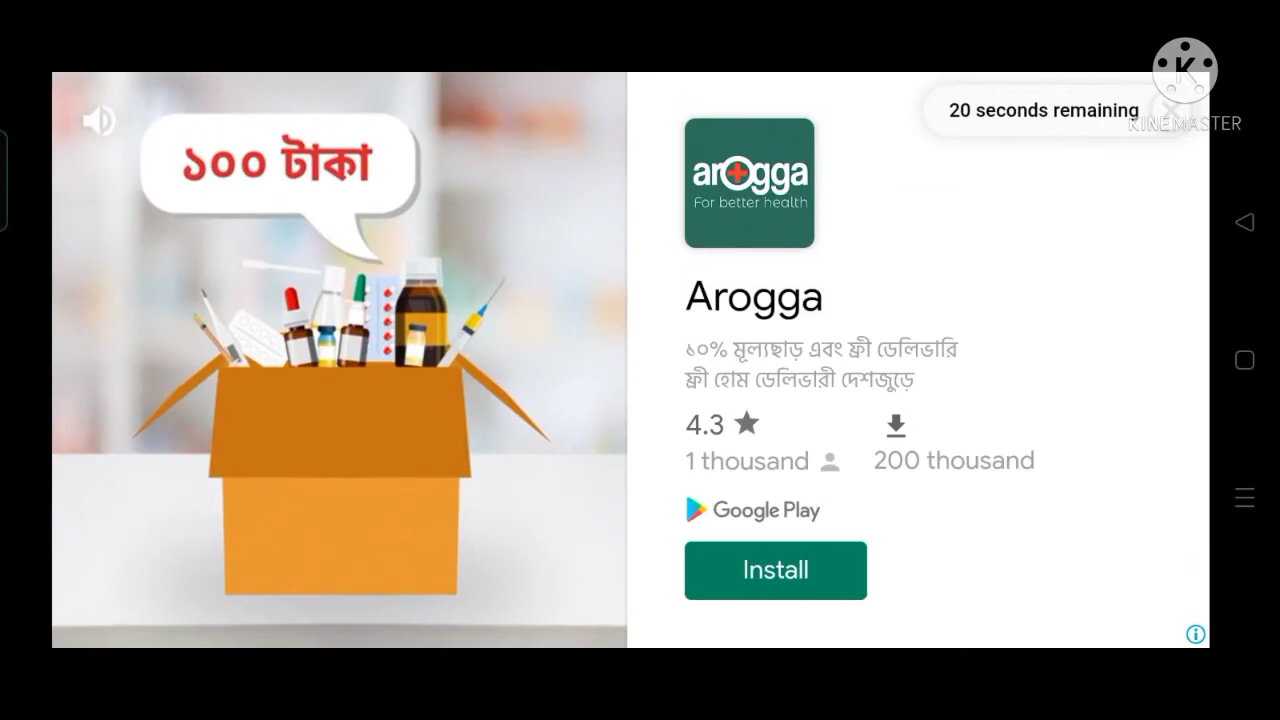 ১০০ টাকা
20 seconds remaining
KINEMASTER
arogga
For better health
Arogga
১০% মূল্যছাড় এবং ফ্রী ডেলিভারি
ফ্রী হোম ডেলিভারী দেশজুড়ে
4.3
1 thousand
200 thousand
Google Play
Install